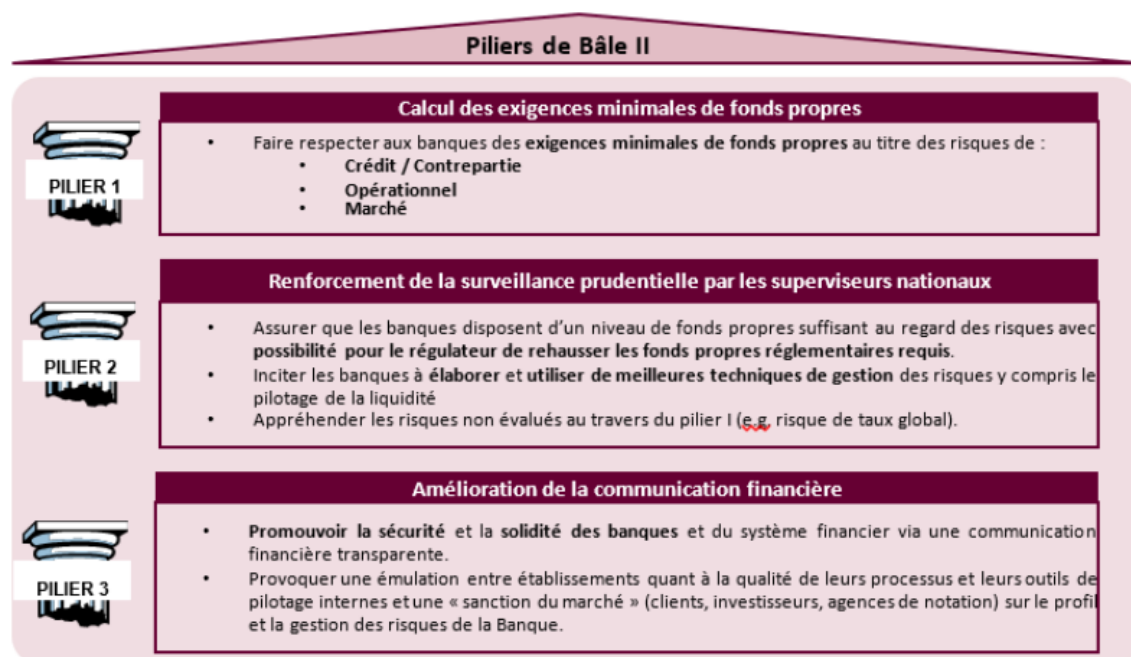 Piliers de Bâle II
Calcul des exigences minimales de fonds propres
PILIER 1
• Faire respecter aux banques des exigences minimales de fonds propres au titre des risques de :
• Crédit / Contrepartie
• Opérationnel
• Marché
Renforcement de la surveillance prudentielle par les superviseurs nationaux
PILIER 2
• Assurer que les banques disposent d'un niveau de fonds propres suffisant au regard des risques avec
possibilité pour le régulateur de rehausser les fonds propres réglementaires requis.
• Inciter les banques à élaborer et utiliser de meilleures techniques de gestion des risques y compris le
pilotage de la liquidité
• Appréhender les risques non évalués au travers du pilier I (e.g. risque de taux global).
Amélioration de la communication financière
PILIER 3
• Promouvoir la sécurité et la solidité des banques et du système financier via une communication
financière transparente.
• Provoquer une émulation entre établissements quant à la qualité de leurs processus et leurs outils de
pilotage internes et une « sanction du marché » (clients, investisseurs, agences de notation) sur le profil
et la gestion des risques de la Banque.